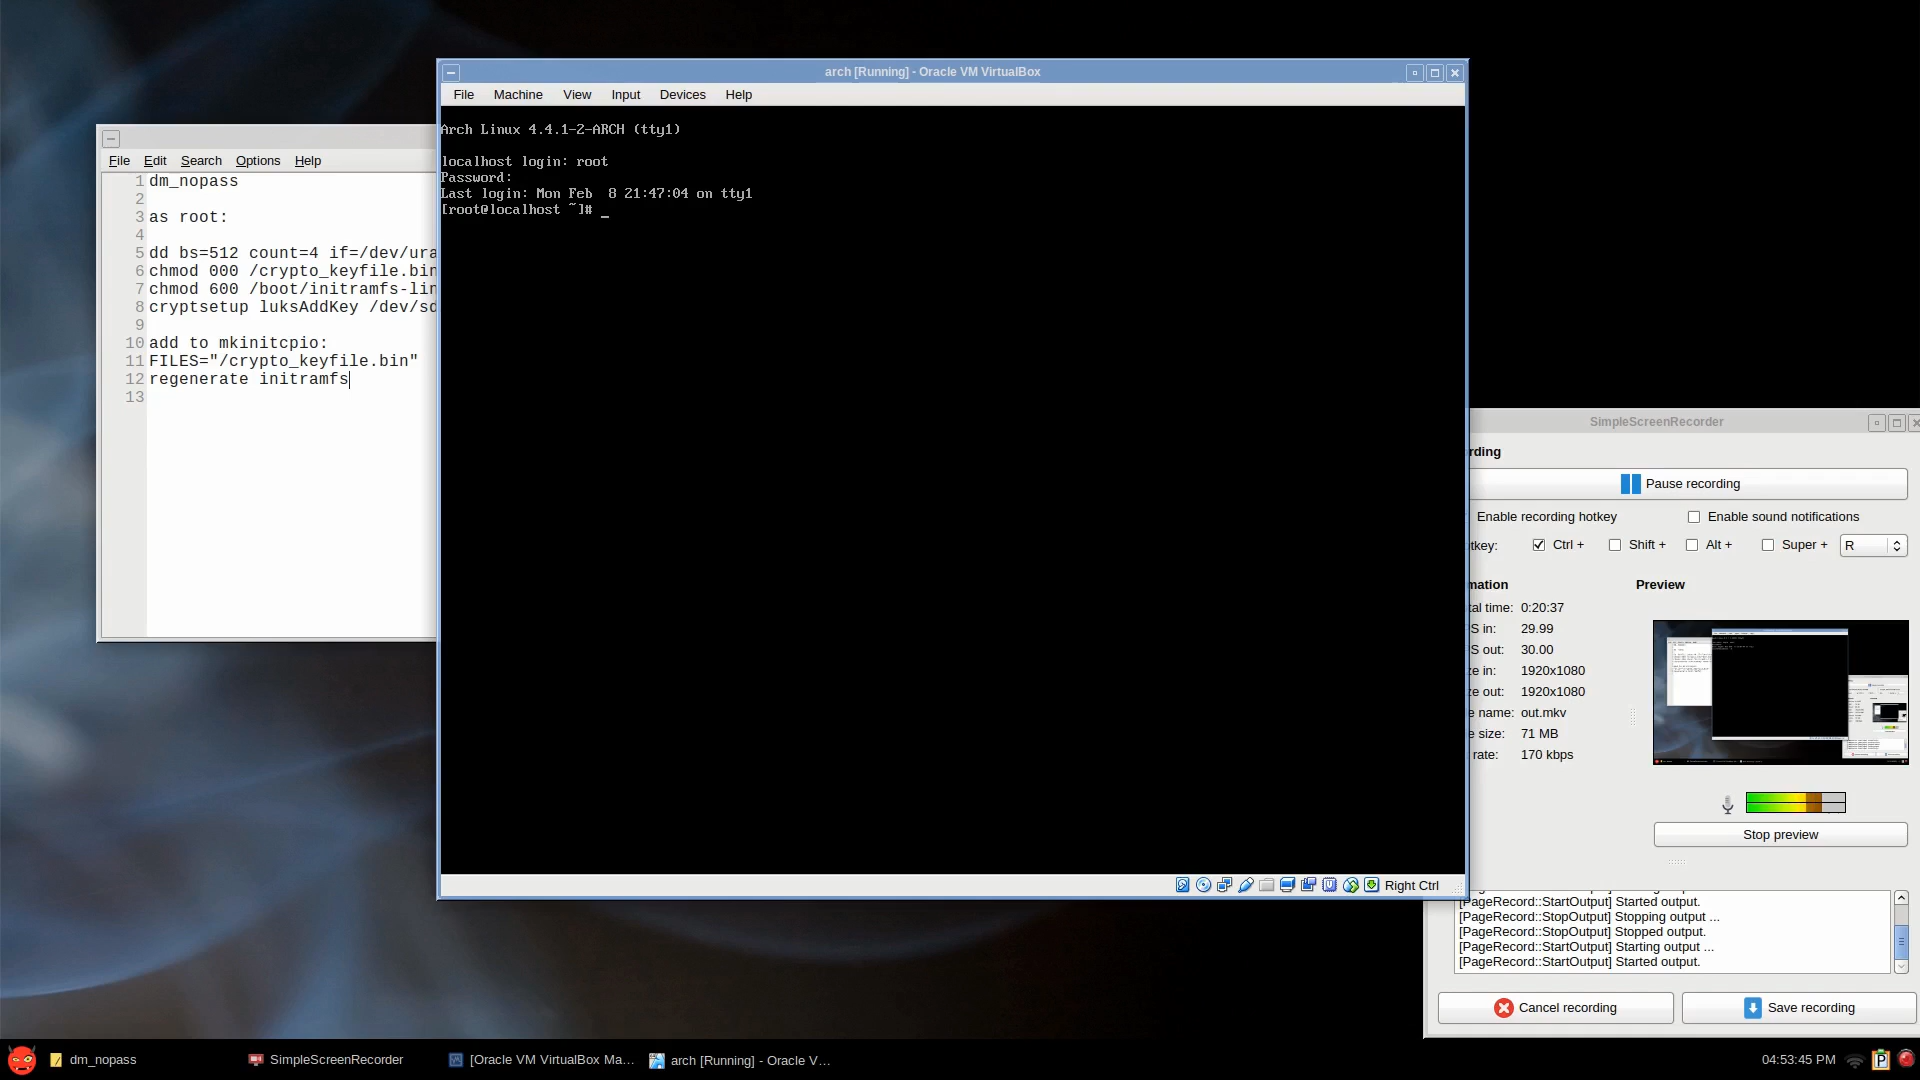 arch [Running] - Oracle VM VirtualBox
File Machine View Input Devices Help
Arch Linux 4.4.1-2-ARCH (tty1)
localhost login: root
Password:
Last login: Mon Feb  8 21:47:04 on tty1
[root@localhost ~]# _
Right Ctrl
File Edit Search Options Help
1 dm_nopass
2
3 as root:
4
5 dd bs=512 count=4 if=/dev/ura
6 chmod 000 /crypto_keyfile.bin
7 chmod 600 /boot/initramfs-lin
8 cryptsetup luksAddKey /dev/sd
9
10 add to mkinitcpio:
11 FILES="/crypto_keyfile.bin"
12 regenerate initramfs
13
SimpleScreenRecorder
rding
Pause recording
Enable recording hotkey
Enable sound notifications
tkey: Ctrl + Shift + Alt + Super + R
mation
Preview
tal time: 0:20:37
S in: 29.99
S out: 30.00
ze in: 1920x1080
ze out: 1920x1080
e name: out.mkv
e size: 71 MB
rate: 170 kbps
Stop preview
[PageRecord::StartOutput] Started output.
[PageRecord::StopOutput] Stopping output ...
[PageRecord::StopOutput] Stopped output.
[PageRecord::StartOutput] Starting output ...
[PageRecord::StartOutput] Started output.
Cancel recording
Save recording
dm_nopass
SimpleScreenRecorder
[Oracle VM VirtualBox Ma...
arch [Running] - Oracle V...
04:53:45 PM
P